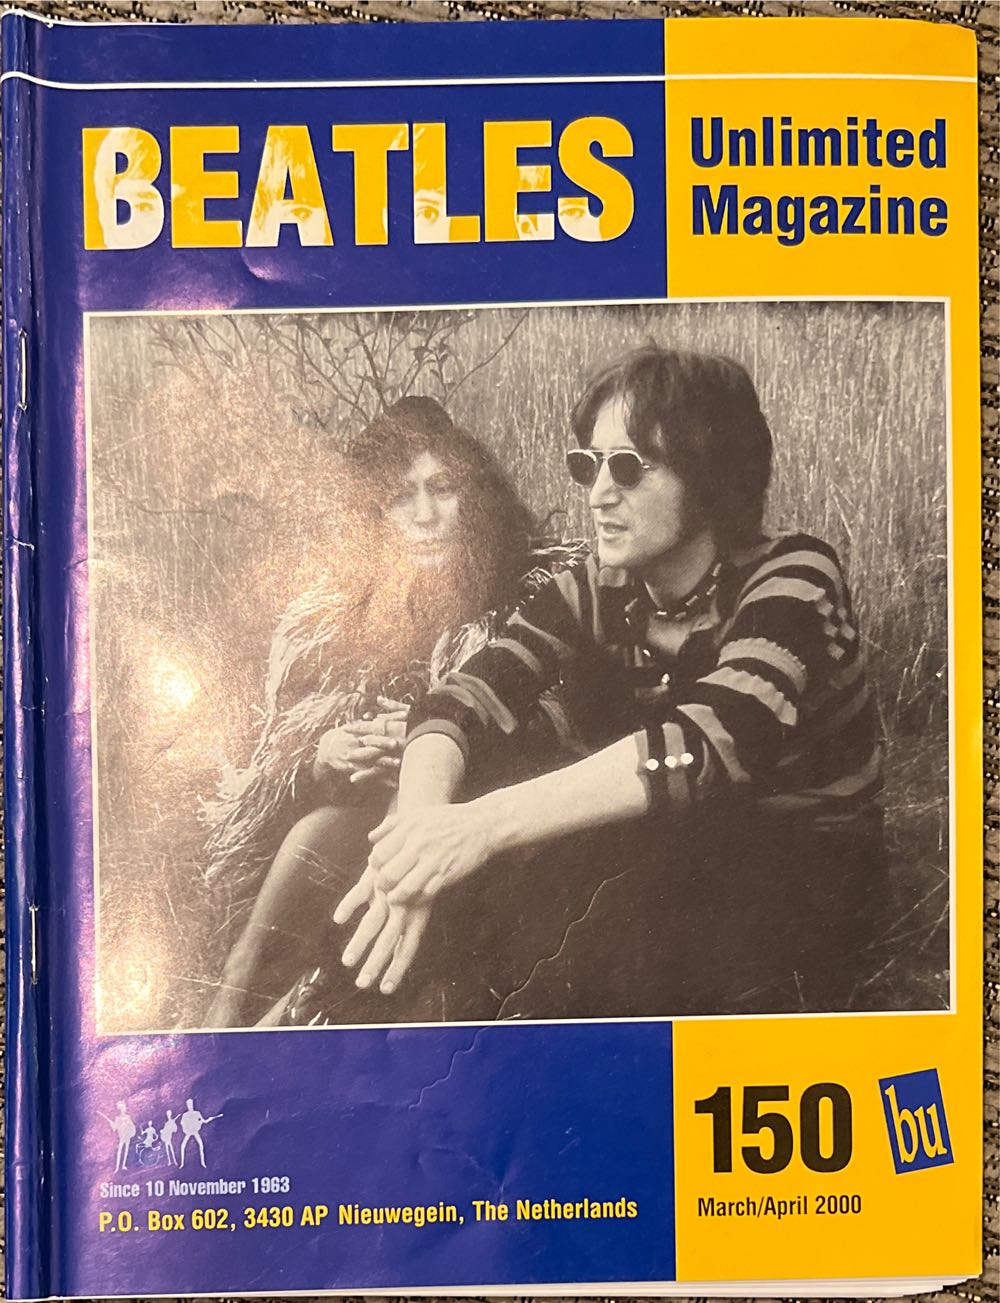 BEATLES
Unlimited
Magazine
150
bu
March/April 2000
Since 10 November 1963
P.O. Box 602, 3430 AP Nieuwegein, The Netherlands